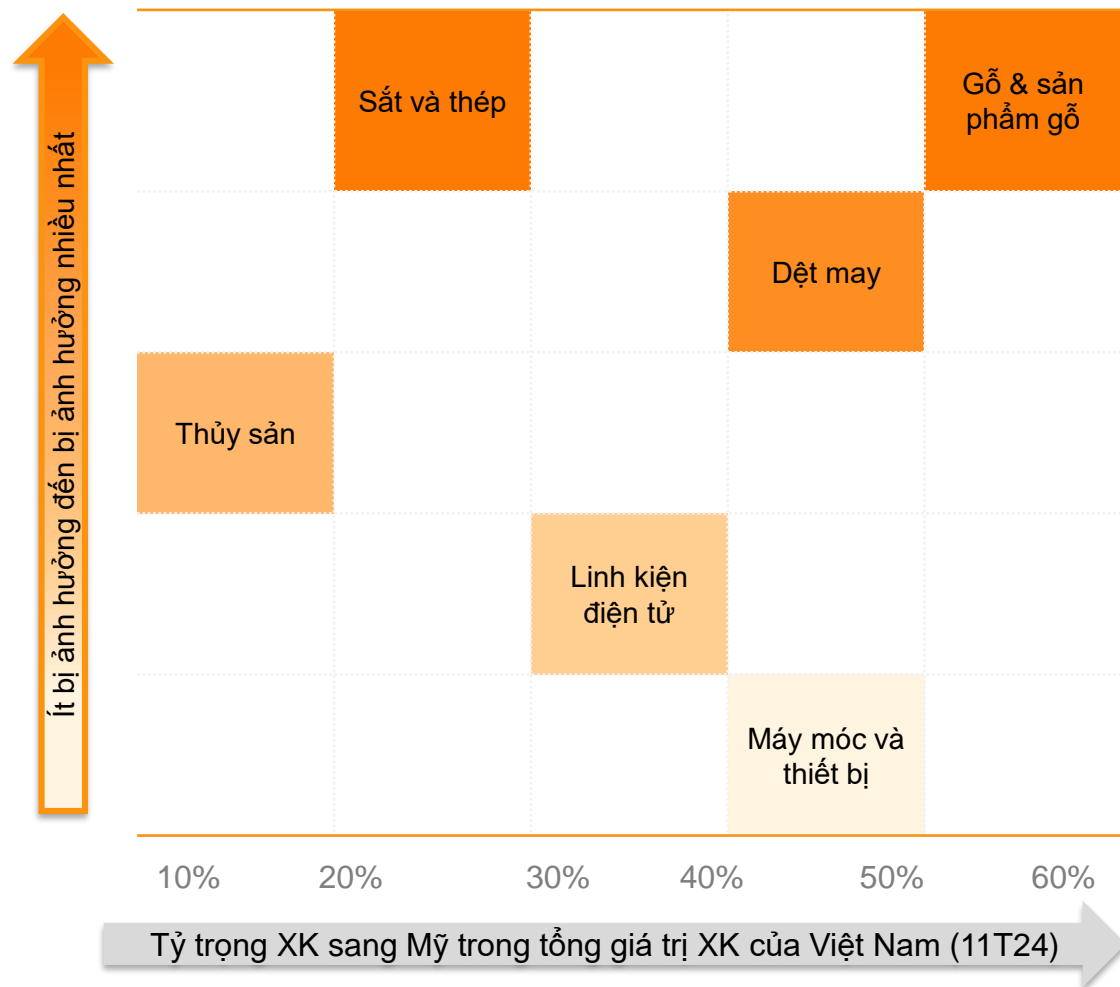 Ít bị ảnh hưởng đến bị ảnh hưởng nhiều nhất
Sắt và thép
Gỗ & sản
phẩm gỗ
Dệt may
Thủy sản
Linh kiện
điện tử
Máy móc và
thiết bị
10% 20% 30% 40% 50% 60%
Tỷ trọng XK sang Mỹ trong tổng giá trị XK của Việt Nam (11T24)